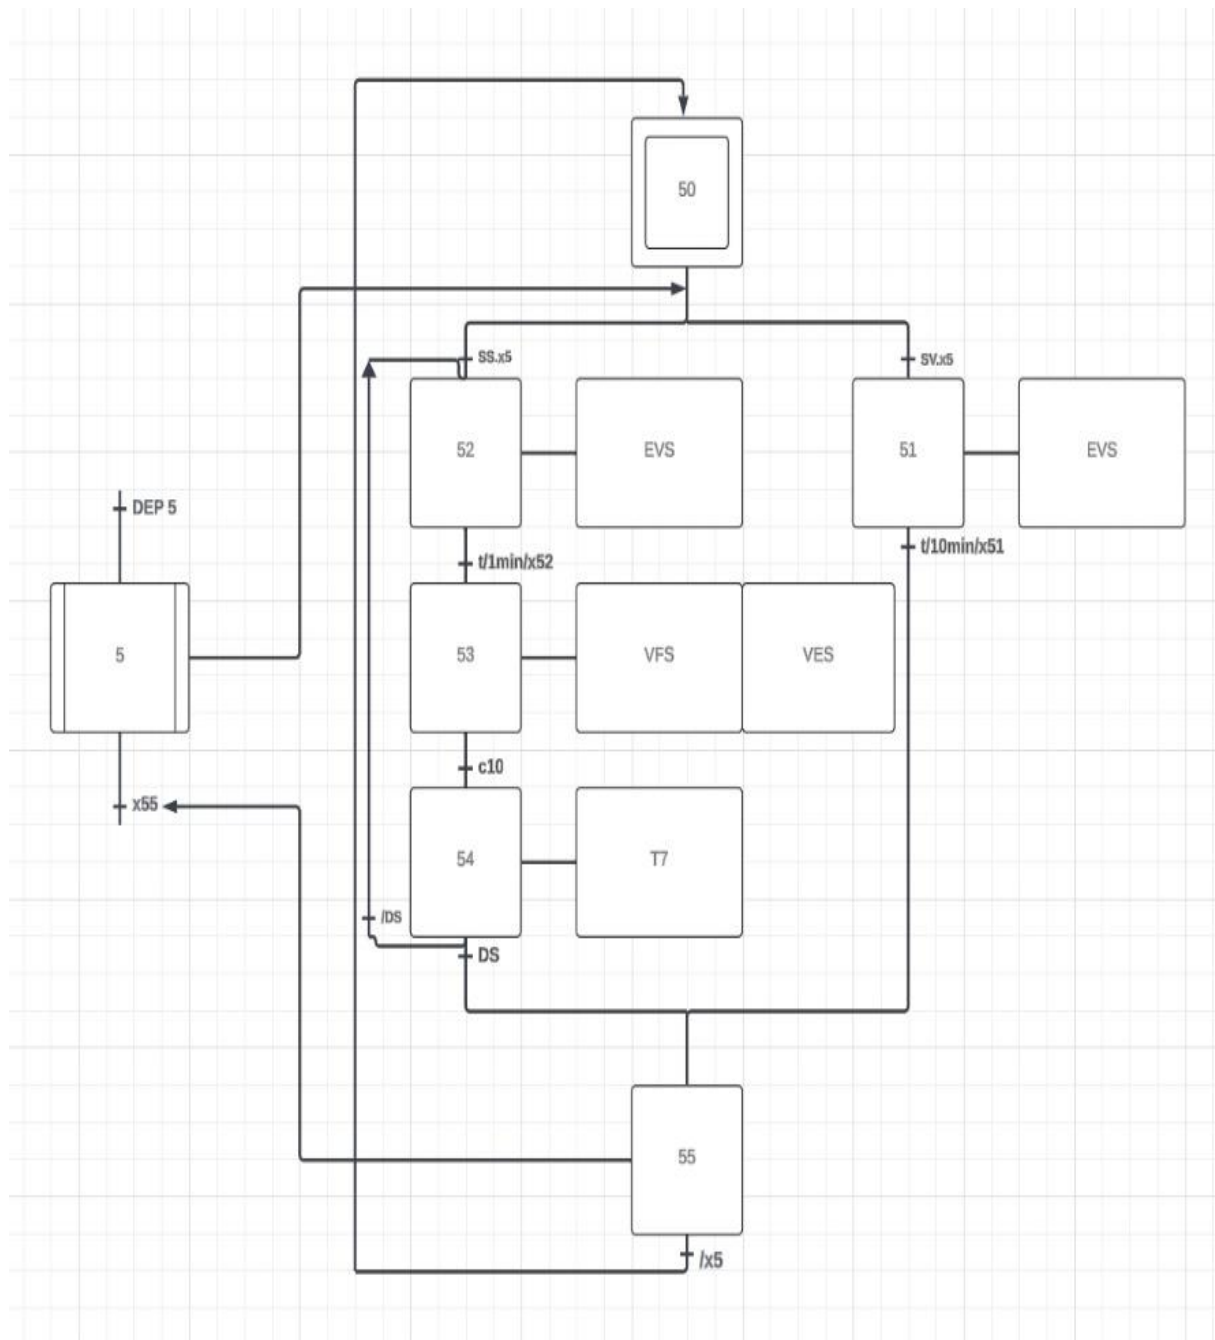 50
SS.x5
SV.x5
52
EVS
51
EVS
DEP 5
t/1min/x52
t/10min/x51
5
53
VFS
VES
c10
x55
54
T7
/DS
DS
55
/x5